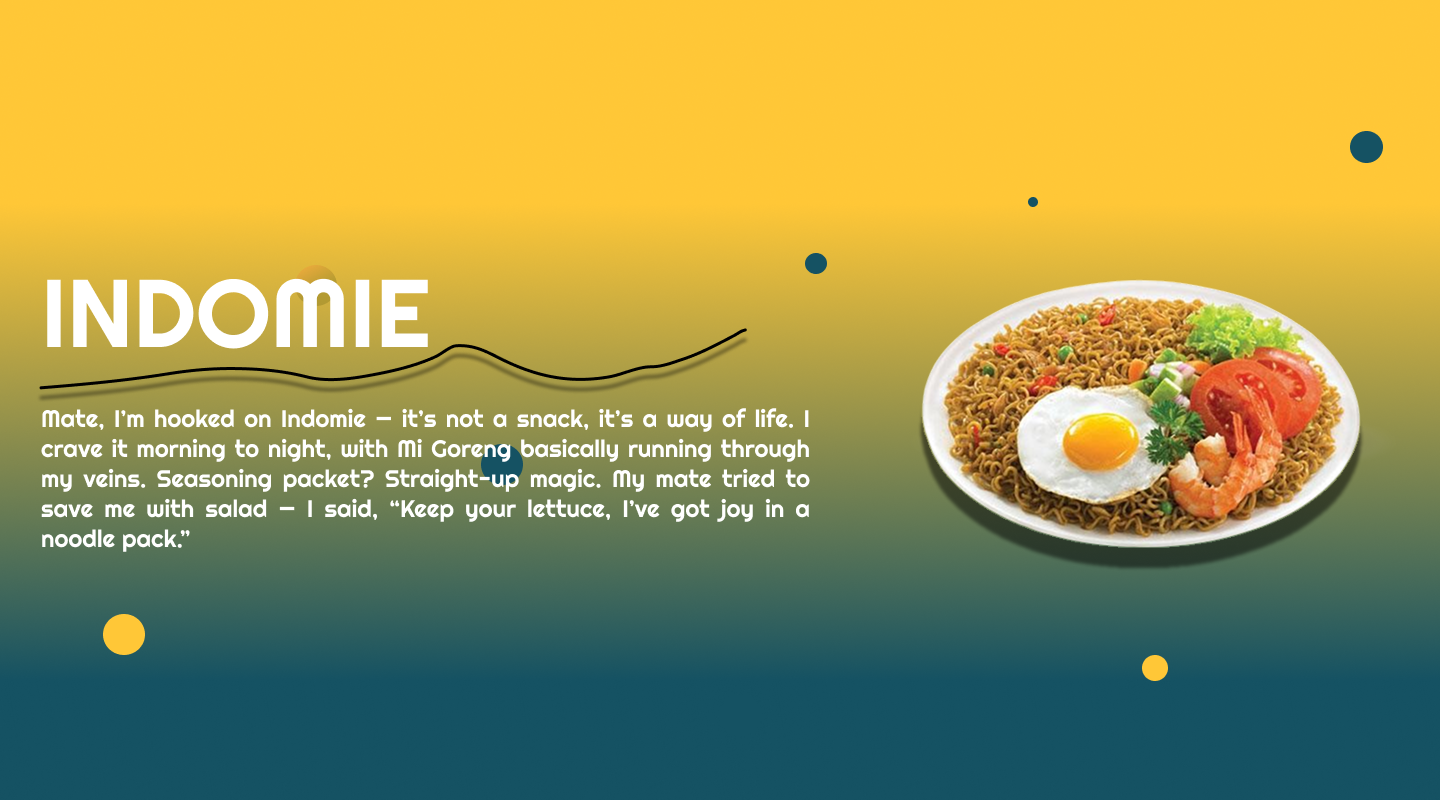 INDOMIE
Mate, I’m hooked on Indomie – it’s not a snack, it’s a way of life. I
crave it morning to night, with Mi Goreng basically running through
my veins. Seasoning packet? Straight-up magic. My mate tried to
save me with salad – I said, “Keep your lettuce, I’ve got joy in a
noodle pack.”